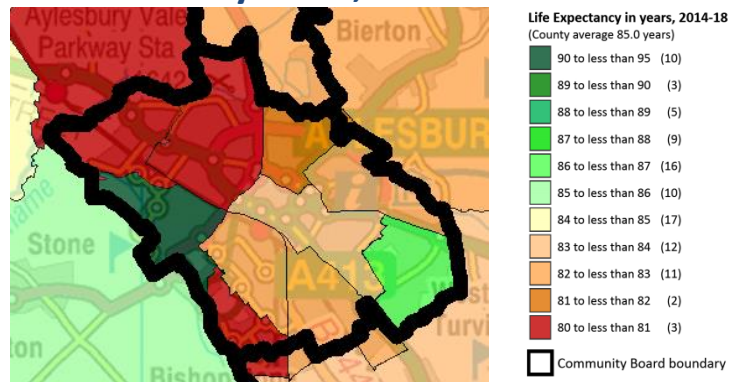 Aylesbury Vale
Parkway Sta
Bierton
AYLESBUR
Stone
A413
West
Turvi
ton
Bishop
Life Expectancy in years, 2014-18
(County average 85.0 years)
90 to less than 95 (10)
89 to less than 90 (3)
88 to less than 89 (5)
87 to less than 88 (9)
86 to less than 87 (16)
85 to less than 86 (10)
84 to less than 85 (17)
83 to less than 84 (12)
82 to less than 83 (11)
81 to less than 82 (2)
80 to less than 81 (3)
Community Board boundary